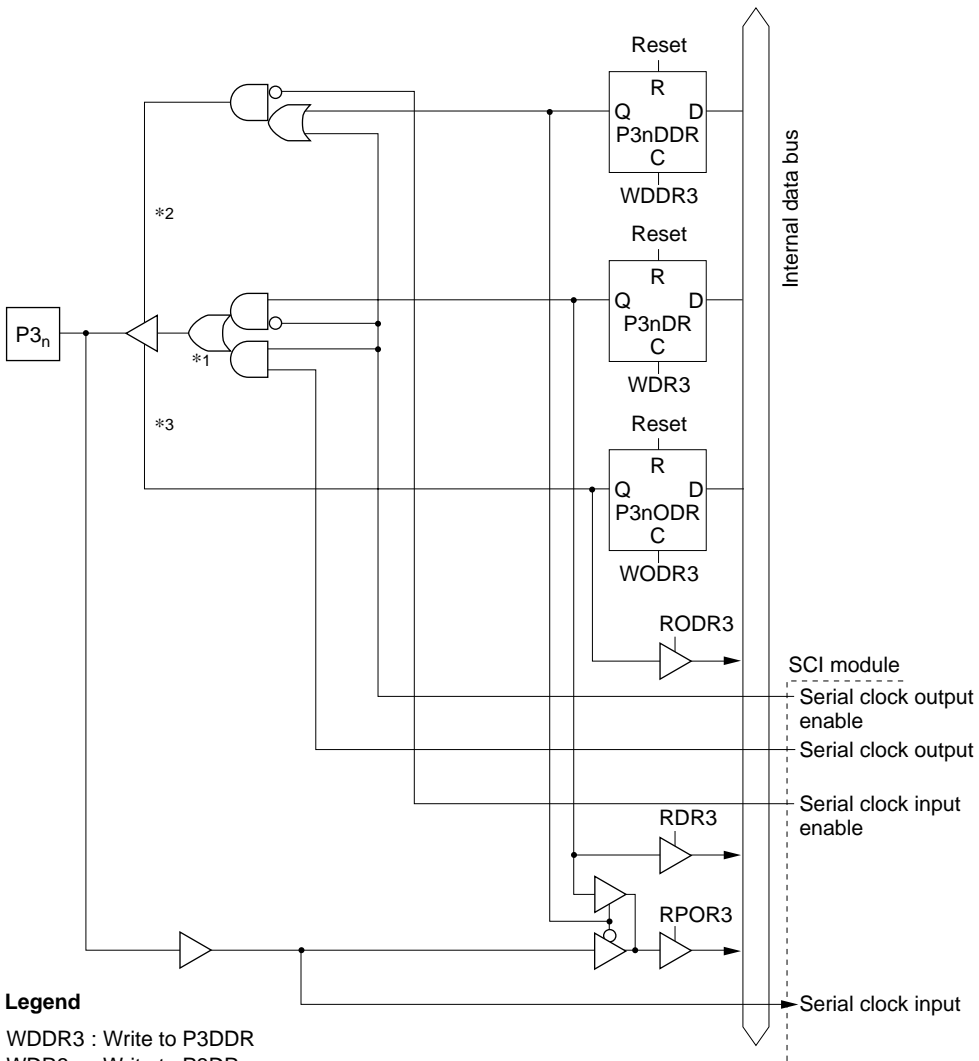 Reset
R
Q D
P3nDDR
C
WDDR3
Internal data bus
*2
Reset
R
Q D
P3nDR
C
WDR3
P3n
*1
*3
Reset
R
Q D
P3nODR
C
WODR3
RODR3
SCI module
Serial clock output
enable
Serial clock output
Serial clock input
enable
RDR3
RPOR3
Serial clock input
Legend
WDDR3 : Write to P3DDR